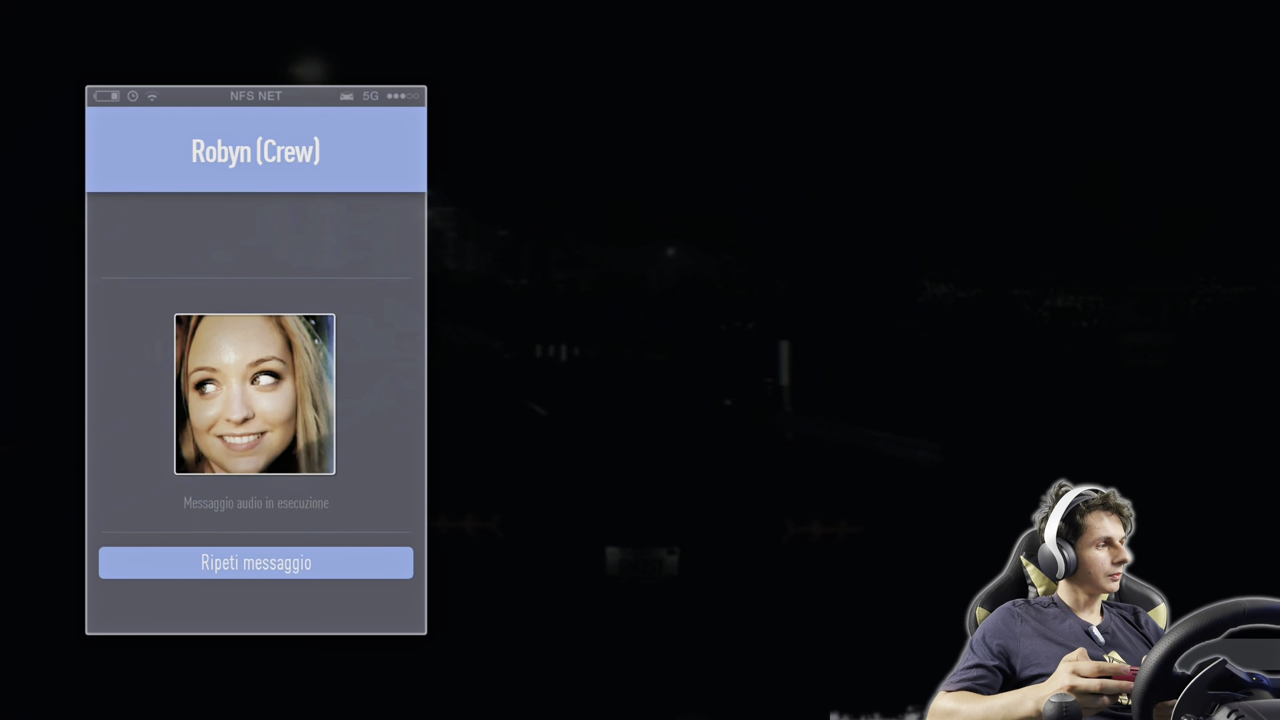 NFS NET
5G
Robyn (Crew)
Messaggio audio in esecuzione
Ripeti messaggio